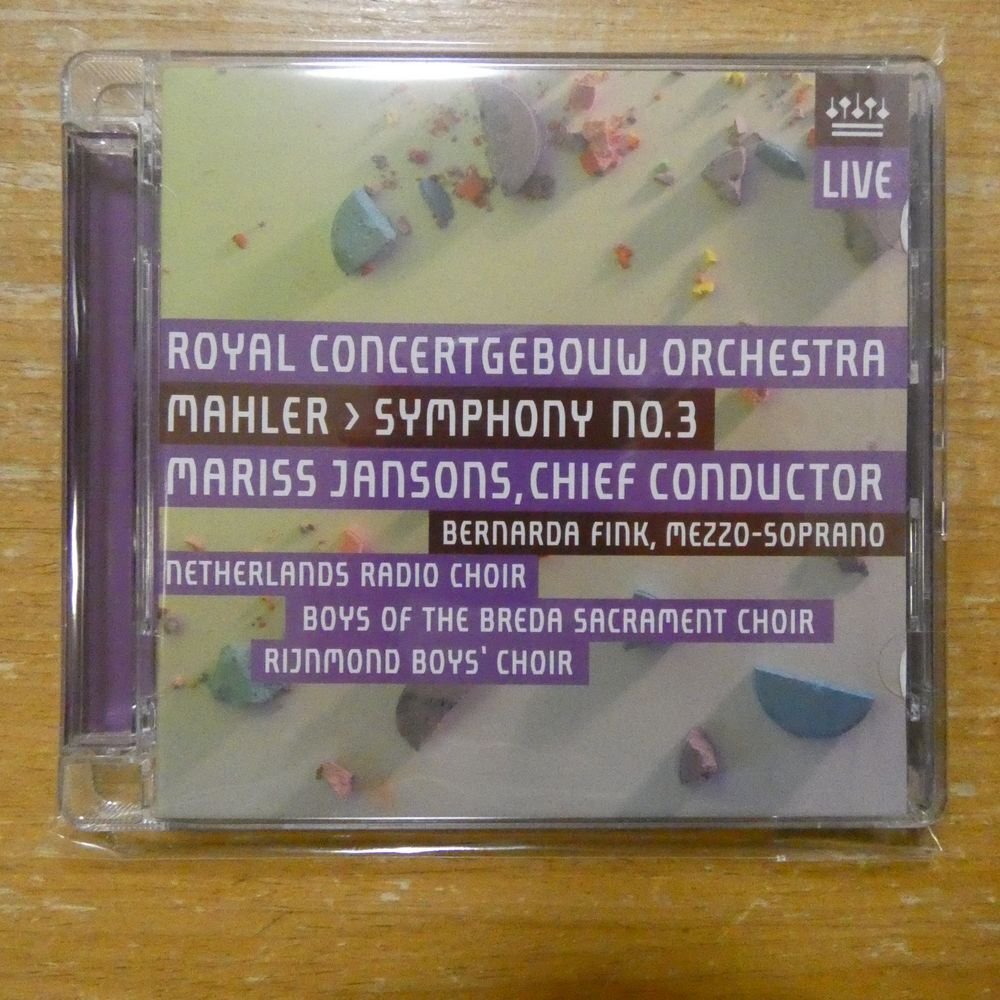 LIVE
ROYAL CONCERTGEBOUW ORCHESTRA
MAHLER > SYMPHONY NO.3
MARISS JANSONS, CHIEF CONDUCTOR
BERNARDA FINK, MEZZO-SOPRANO
NETHERLANDS RADIO CHOIR
BOYS OF THE BREDA SACRAMENT CHOIR
RIJNMOND BOYS' CHOIR